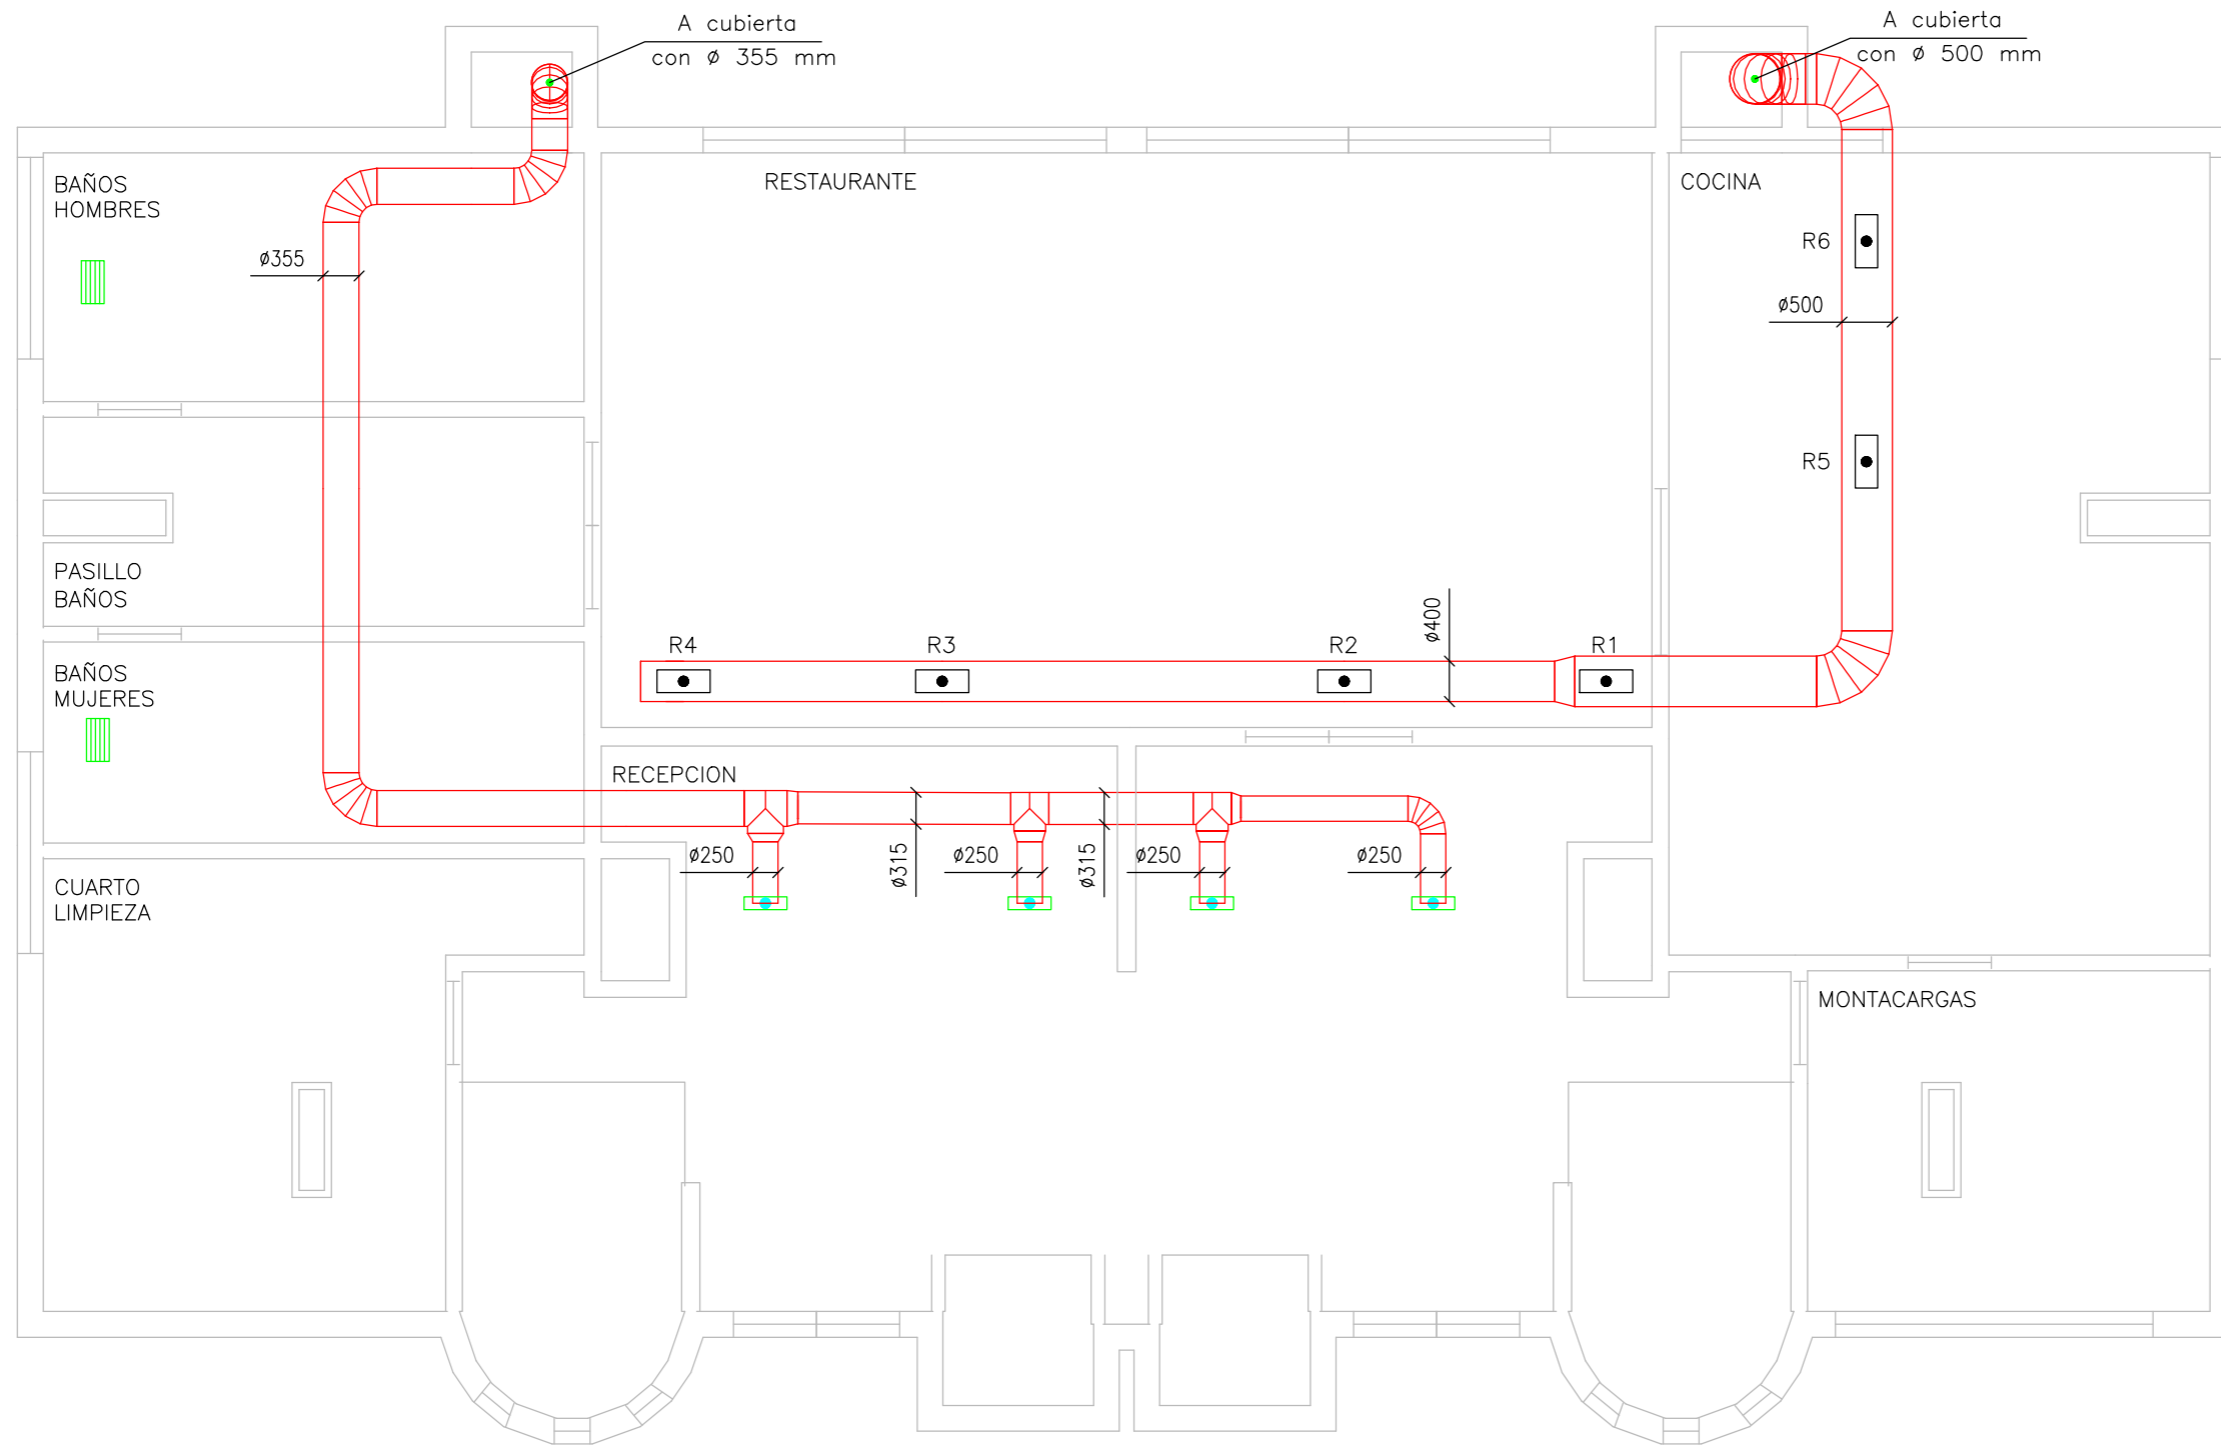 A cubierta
con ø 355 mm
A cubierta
con ø 500 mm
BAÑOS
HOMBRES
RESTAURANTE
COCINA
R6
ø355
ø500
R5
PASILLO
BAÑOS
ø400
R4
R3
R2
R1
BAÑOS
MUJERES
RECEPCION
ø250
ø315
ø250
ø315
ø250
ø250
CUARTO
LIMPIEZA
MONTACARGAS